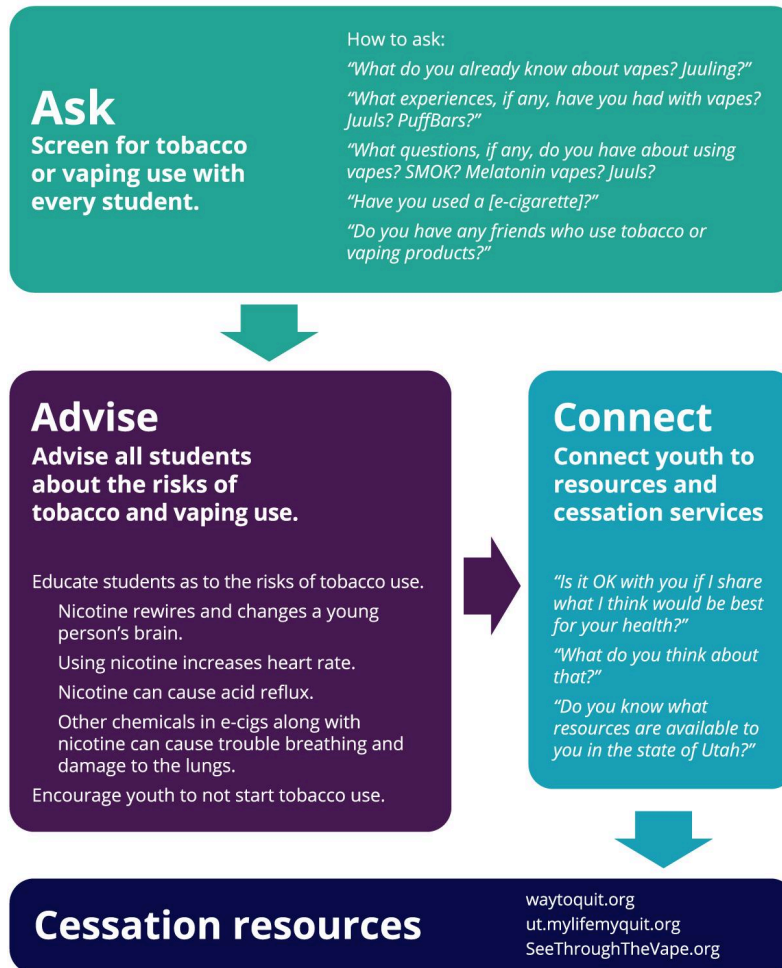 Ask
Screen for tobacco
or vaping use with
every student.
How to ask:
“What do you already know about vapes? Juuling?”
“What experiences, if any, have you had with vapes?
Juuls? PuffBars?”
“What questions, if any, do you have about using
vapes? SMOK? Melatonin vapes? Juuls?
“Have you used a [e-cigarette]?”
“Do you have any friends who use tobacco or
vaping products?”
Advise
Advise all students
about the risks of
tobacco and vaping use.
Educate students as to the risks of tobacco use.
Nicotine rewires and changes a young
person’s brain.
Using nicotine increases heart rate.
Nicotine can cause acid reflux.
Other chemicals in e-cigs along with
nicotine can cause trouble breathing and
damage to the lungs.
Encourage youth to not start tobacco use.
Connect
Connect youth to
resources and
cessation services
“Is it OK with you if I share
what I think would be best
for your health?”
“What do you think about
that?”
“Do you know what
resources are available to
you in the state of Utah?”
Cessation resources
waytoquit.org
ut.mylifemyquit.org
SeeThroughTheVape.org